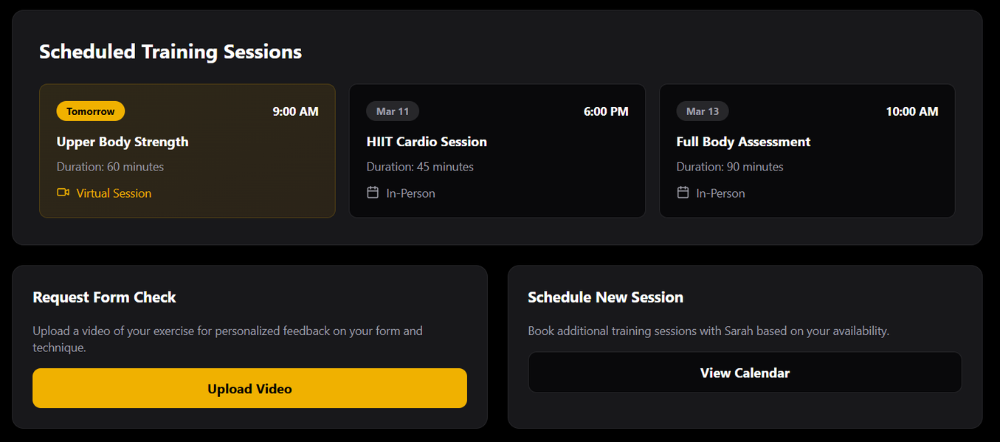 Scheduled Training Sessions
Tomorrow
9:00 AM
Upper Body Strength
Duration: 60 minutes
Virtual Session
Mar 11
6:00 PM
HIIT Cardio Session
Duration: 45 minutes
In-Person
Mar 13
10:00 AM
Full Body Assessment
Duration: 90 minutes
In-Person
Request Form Check
Upload a video of your exercise for personalized feedback on your form and
technique.
Upload Video
Schedule New Session
Book additional training sessions with Sarah based on your availability.
View Calendar